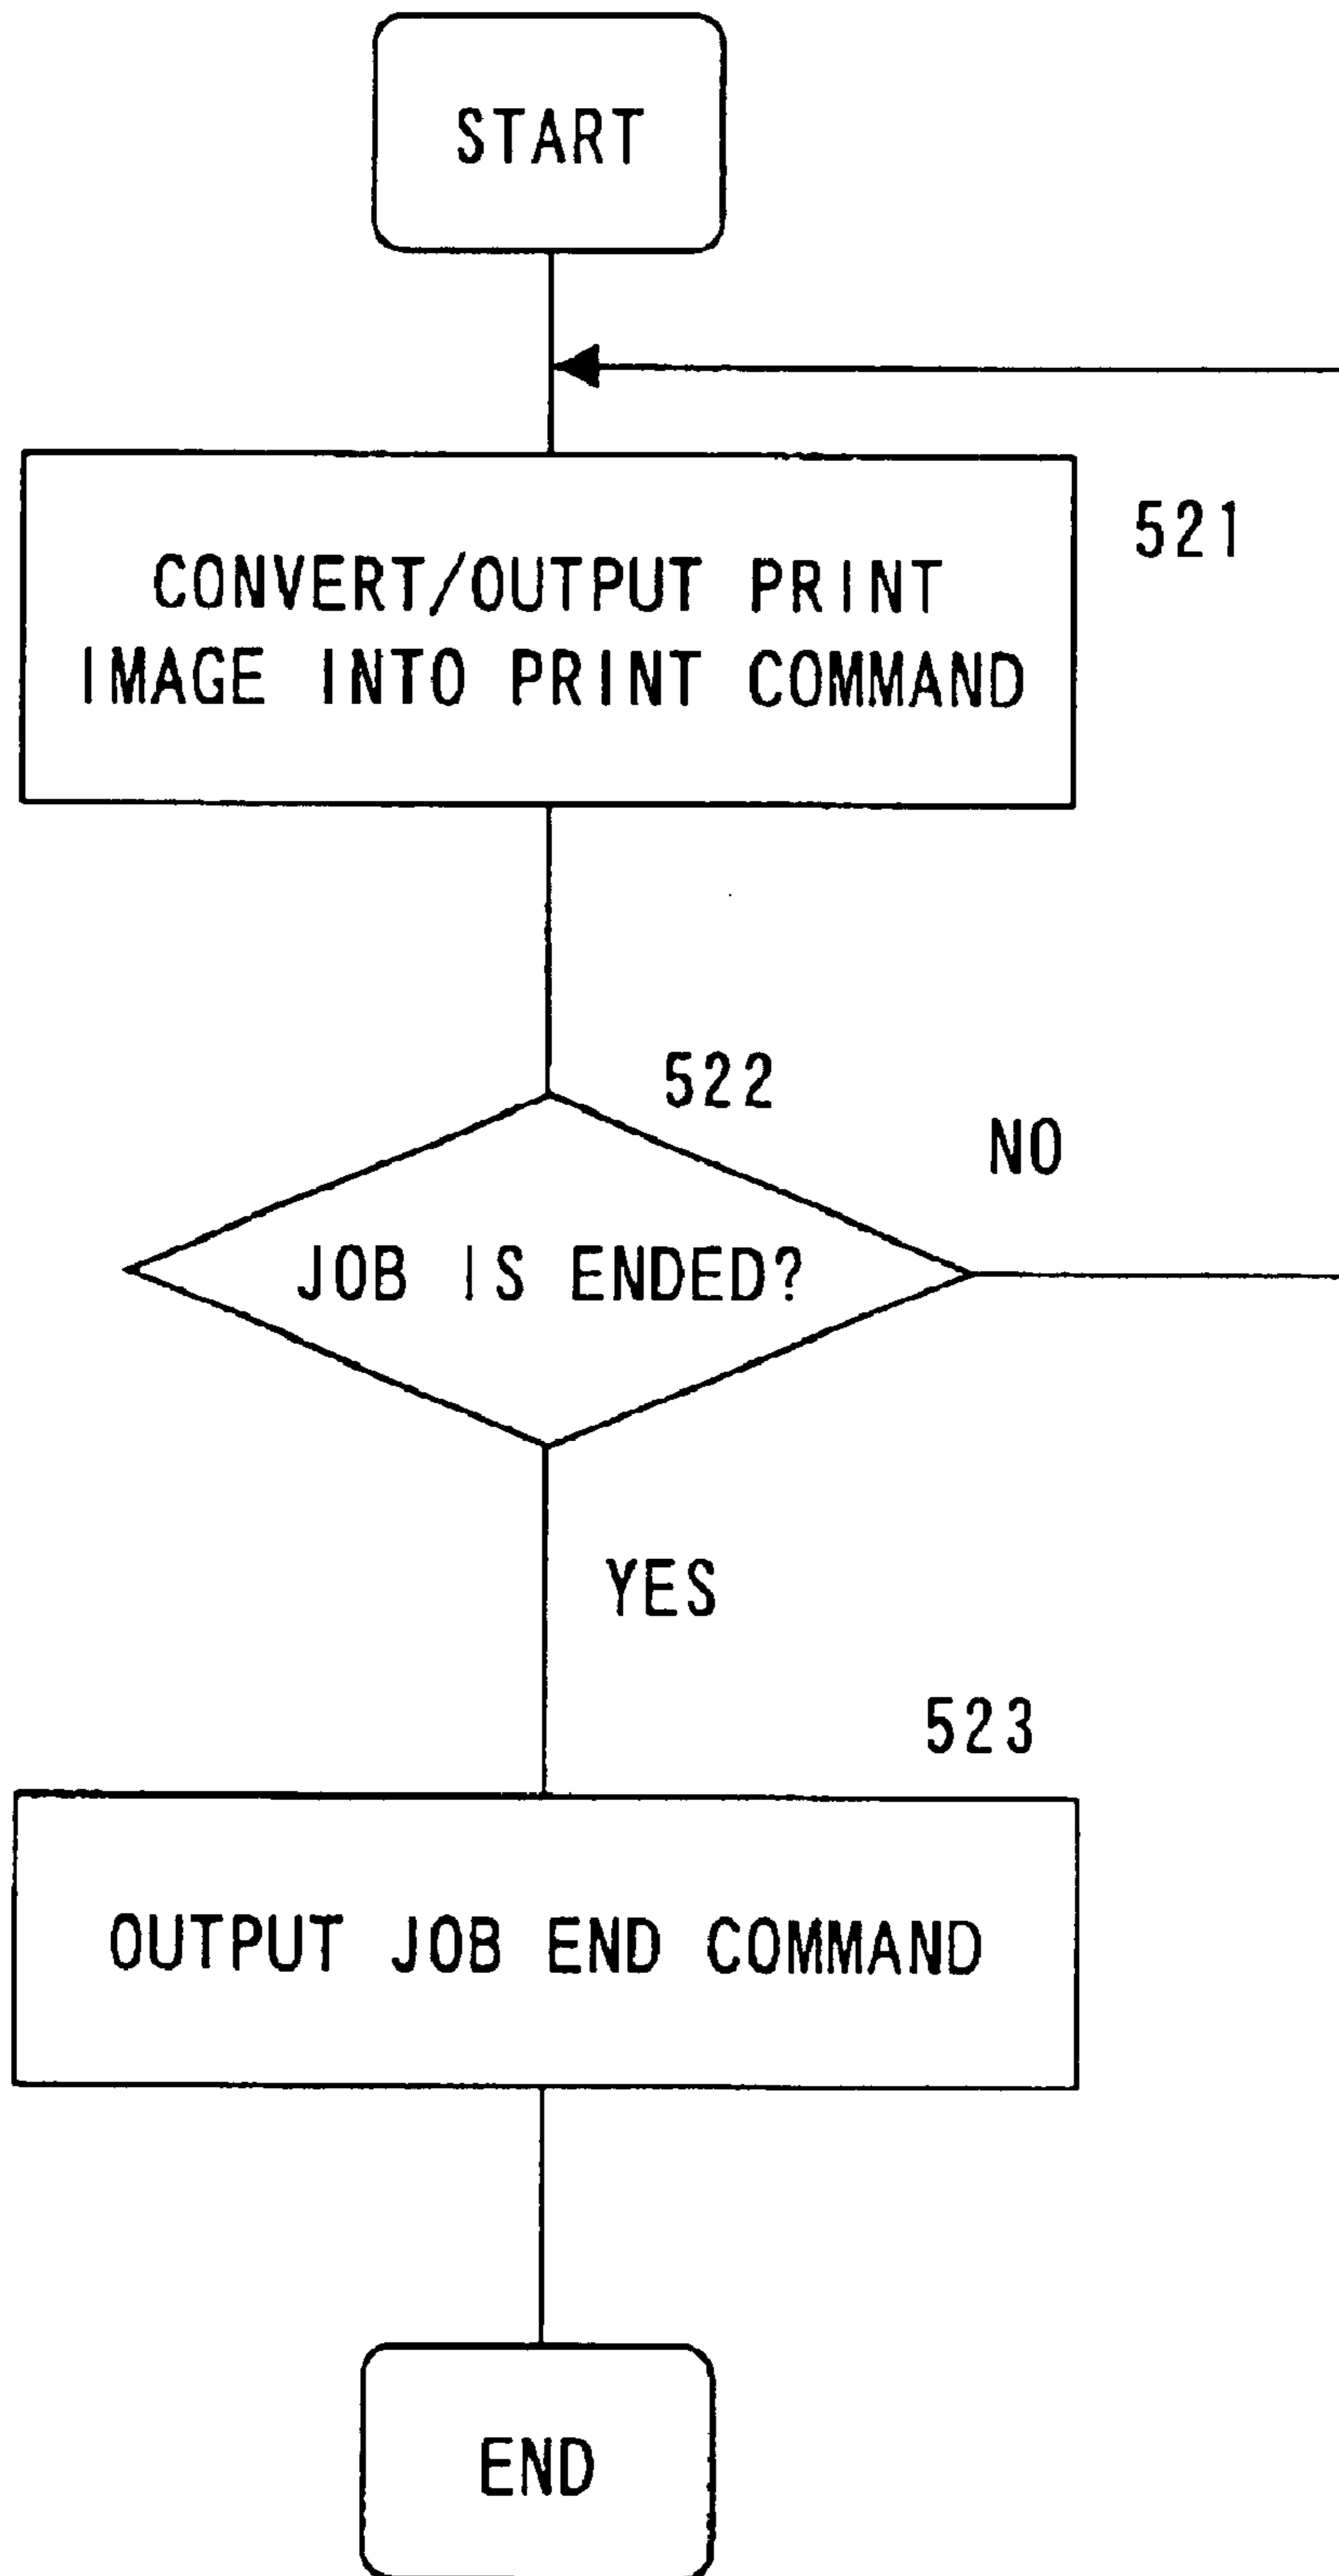 START
CONVERT/OUTPUT PRINT
IMAGE INTO PRINT COMMAND
521
522
NO
JOB IS ENDED?
YES
523
OUTPUT JOB END COMMAND
END